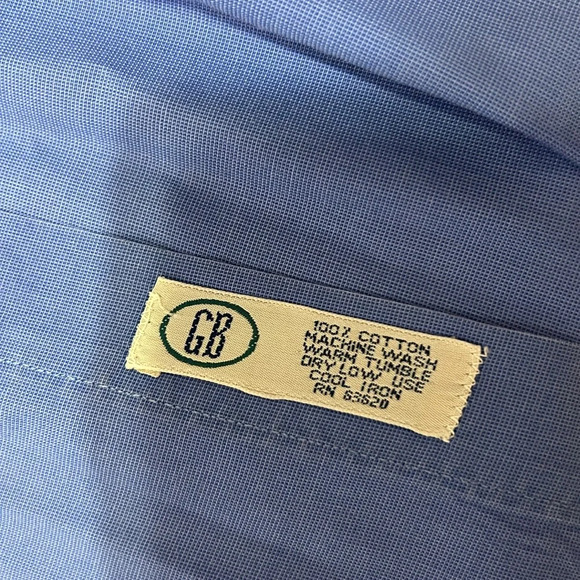 GB
100% COTTON
MACHINE WASH
WARM TUMBLE
DRY LOW, USE
COOL IRON
RN 63620